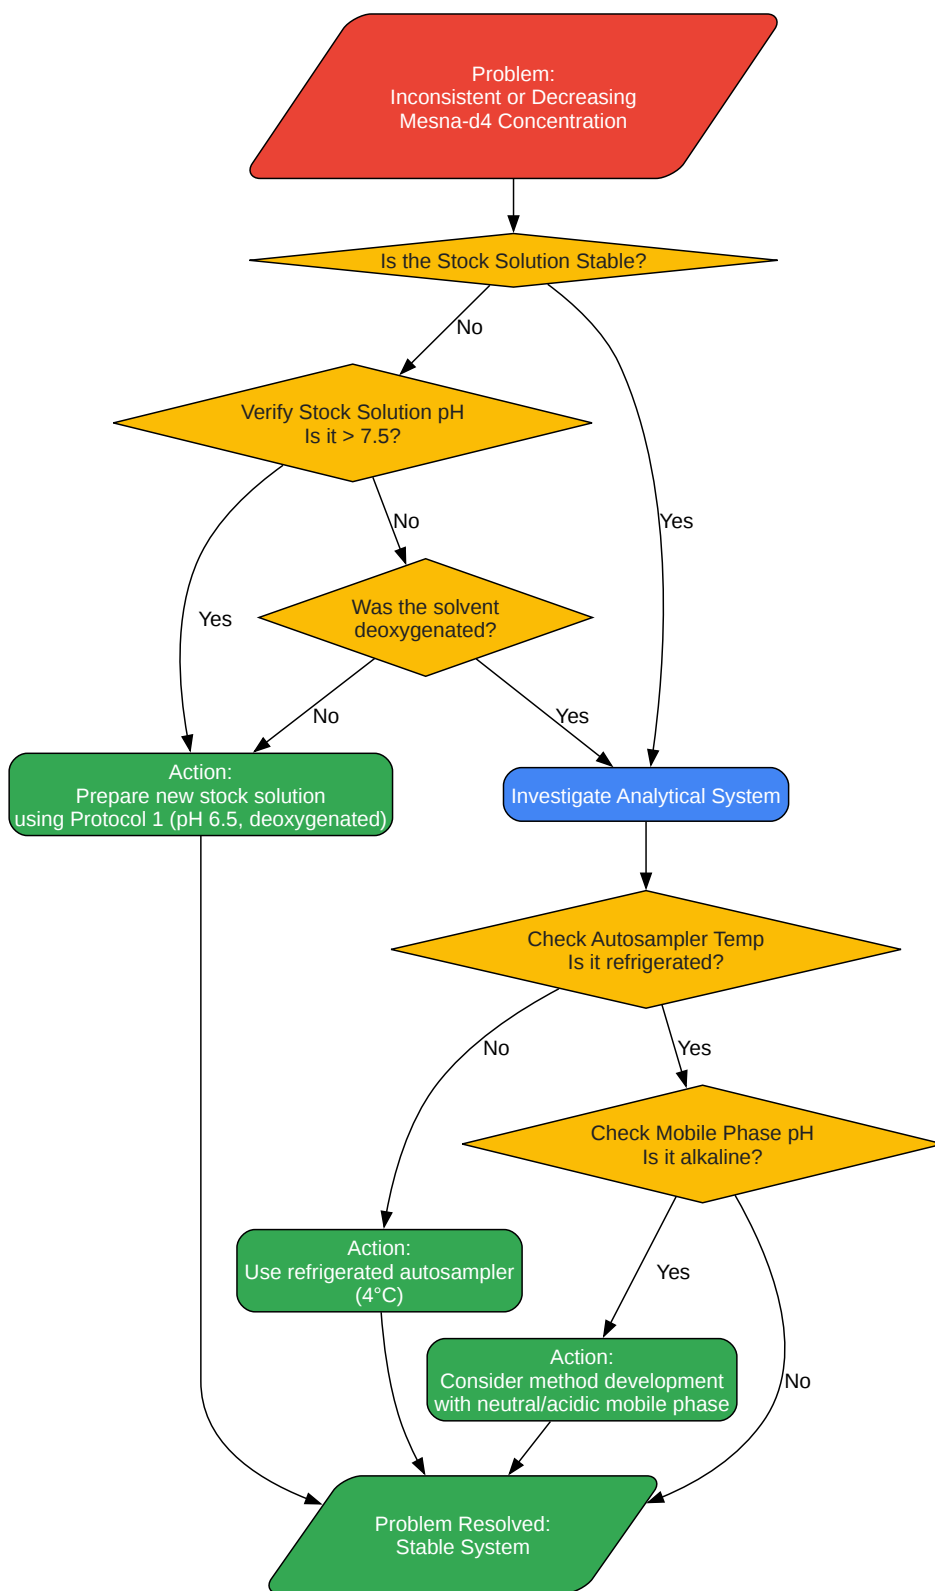 Problem:
Inconsistent or Decreasing
Mesna-d4 Concentration
Is the Stock Solution Stable?
No
Verify Stock Solution pH
Is it > 7.5?
No
Yes
Was the solvent
deoxygenated?
Yes
No
Yes
Action:
Prepare new stock solution
using Protocol 1 (pH 6.5, deoxygenated)
Investigate Analytical System
Check Autosampler Temp
Is it refrigerated?
No
Yes
Check Mobile Phase pH
Is it alkaline?
Action:
Use refrigerated autosampler
(4°C)
Yes
Action:
Consider method development
with neutral/acidic mobile phase
No
Problem Resolved:
Stable System